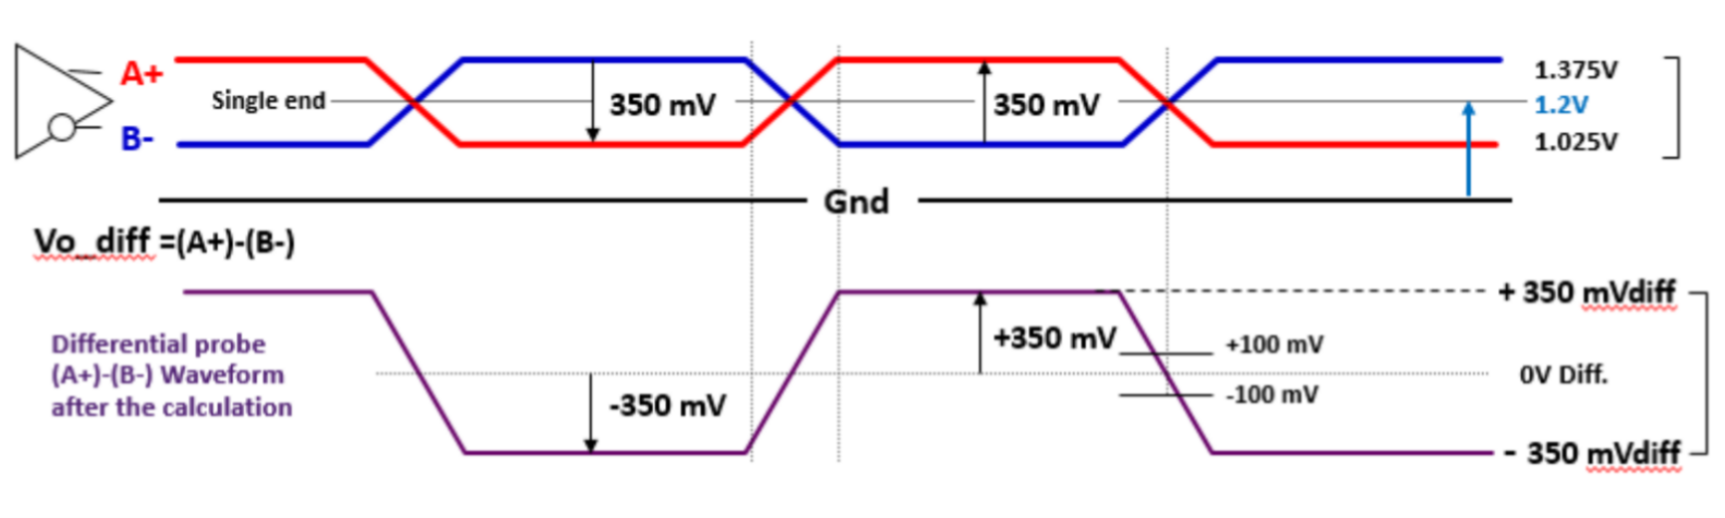 A+
1.375V
Single end
350 mV
350 mV
1.2V
B-
1.025V
Gnd
Vo_diff =(A+)-(B-)
+ 350 mVdiff
Differential probe
(A+)-(B-) Waveform
after the calculation
+350 mV
+100 mV
0V Diff.
-350 mV
-100 mV
- 350 mVdiff